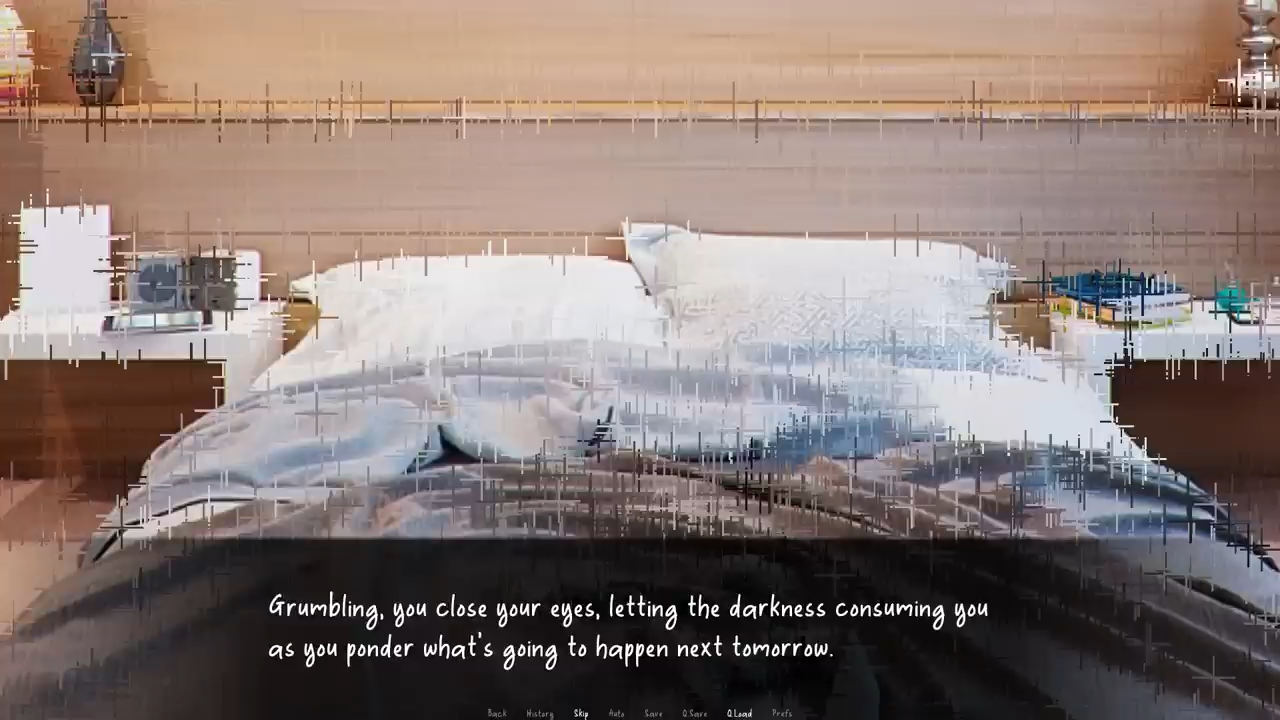 Grumbling, you close your eyes, letting the darkness consuming you
as you ponder what's going to happen next tomorrow.
Back History Skip Auto Save Q.Save Q.Load Prefs